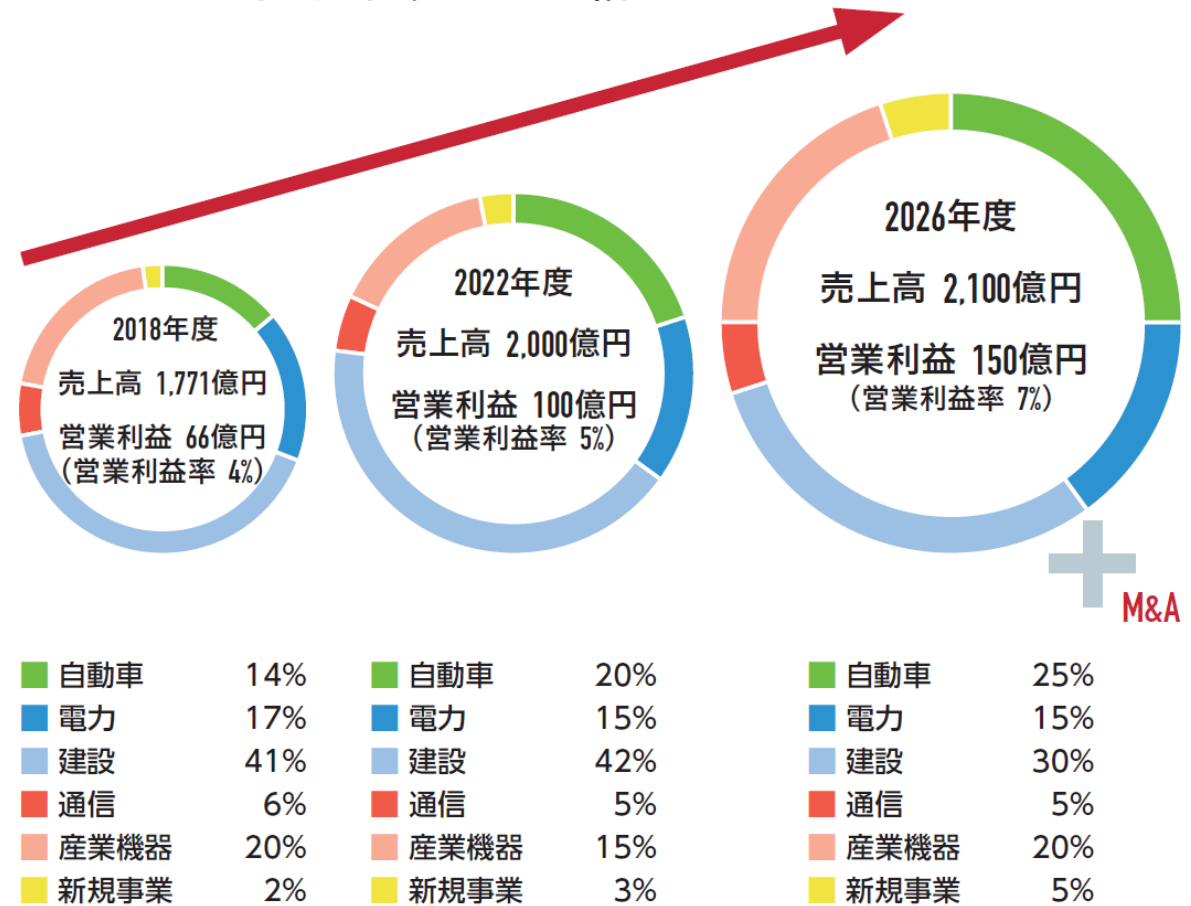 2018年度
売上高 1,771億円
営業利益 66億円
(営業利益率 4%)
2022年度
売上高 2,000億円
営業利益 100億円
(営業利益率 5%)
2026年度
売上高 2,100億円
営業利益 150億円
(営業利益率 7%)
M&A
自動車 14%
電力 17%
建設 41%
通信 6%
産業機器 20%
新規事業 2%
自動車 20%
電力 15%
建設 42%
通信 5%
産業機器 15%
新規事業 3%
自動車 25%
電力 15%
建設 30%
通信 5%
産業機器 20%
新規事業 5%